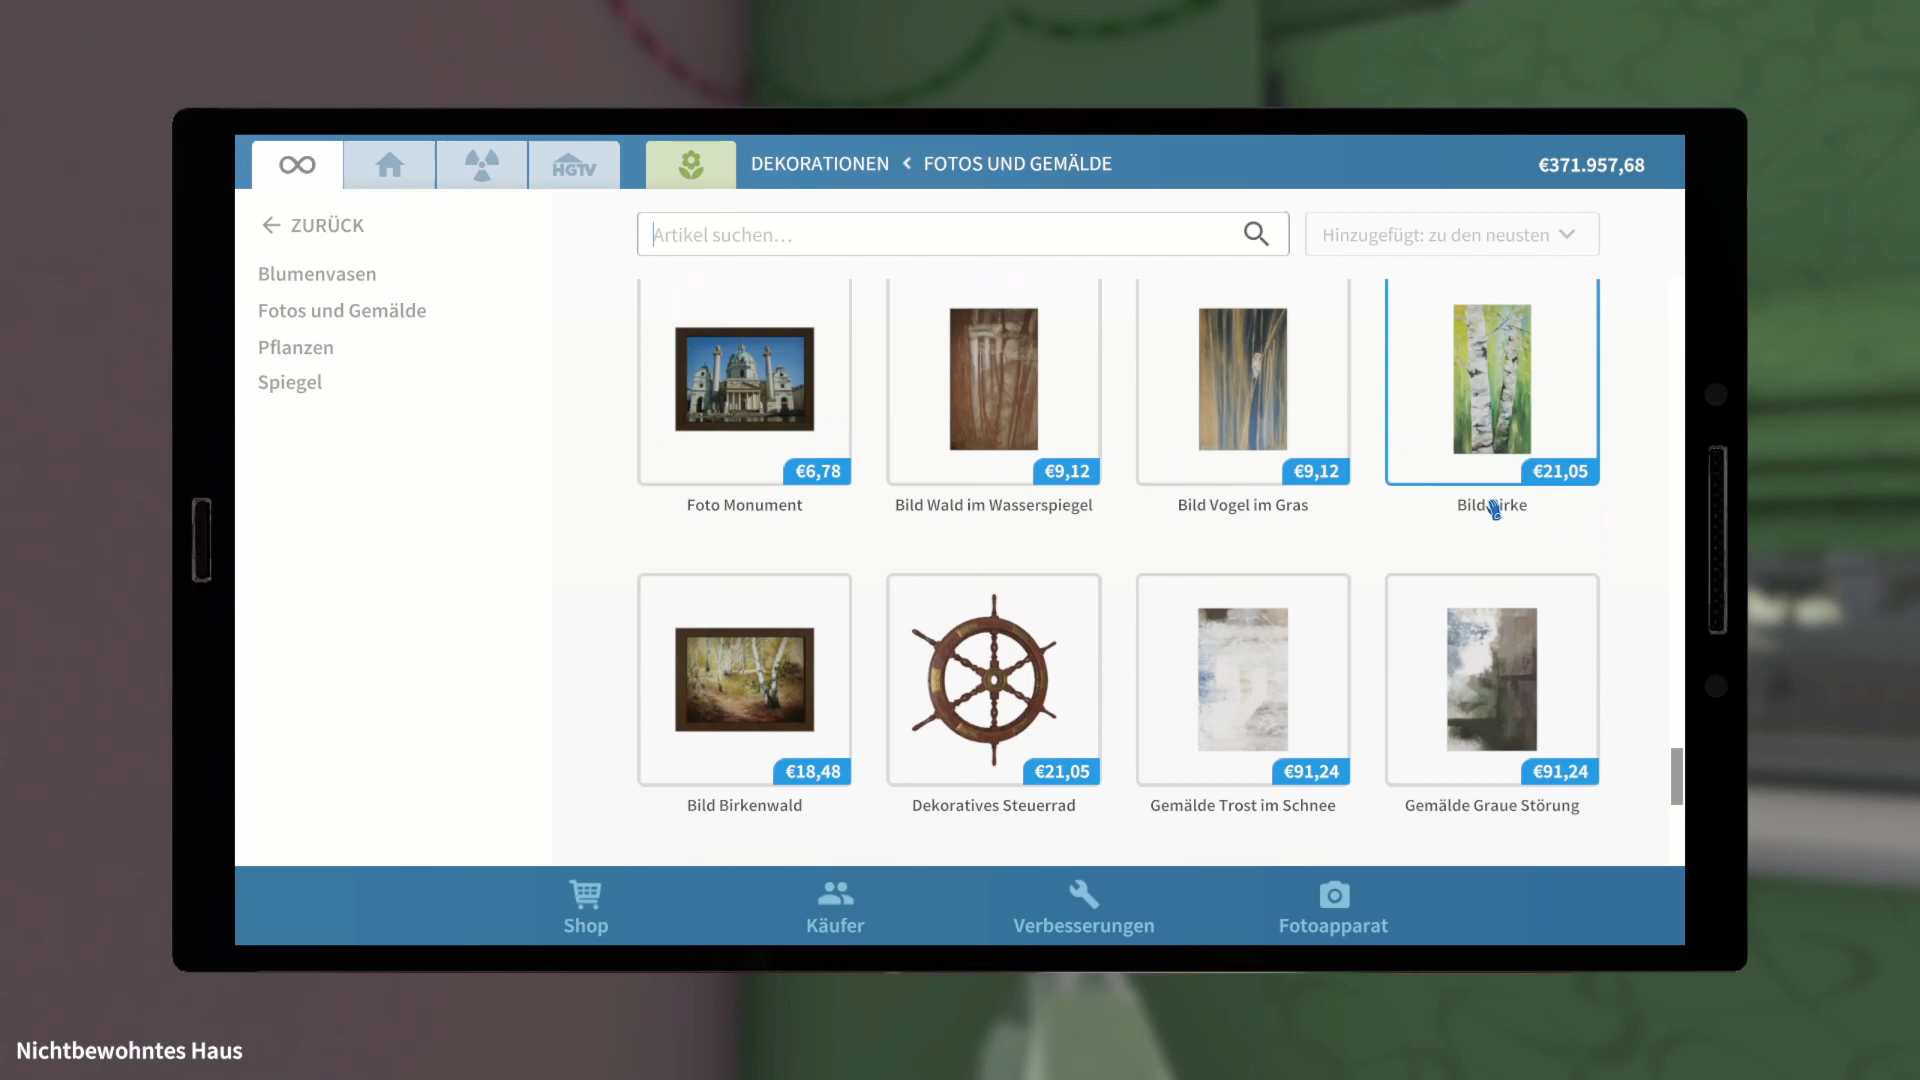 HGTV
DEKORATIONEN < FOTOS UND GEMÄLDE
€371.957,68
ZURÜCK
Artikel suchen...
Hinzugefügt: zu den neusten
Blumenvasen
Fotos und Gemälde
Pflanzen
Spiegel
€6,78
€9,12
€9,12
€21,05
Foto Monument
Bild Wald im Wasserspiegel
Bild Vogel im Gras
Bild Birke
€18,48
€21,05
€91,24
€91,24
Bild Birkenwald
Dekoratives Steuerrad
Gemälde Trost im Schnee
Gemälde Graue Störung
Shop
Käufer
Verbesserungen
Fotoapparat
Nichtbewohntes Haus